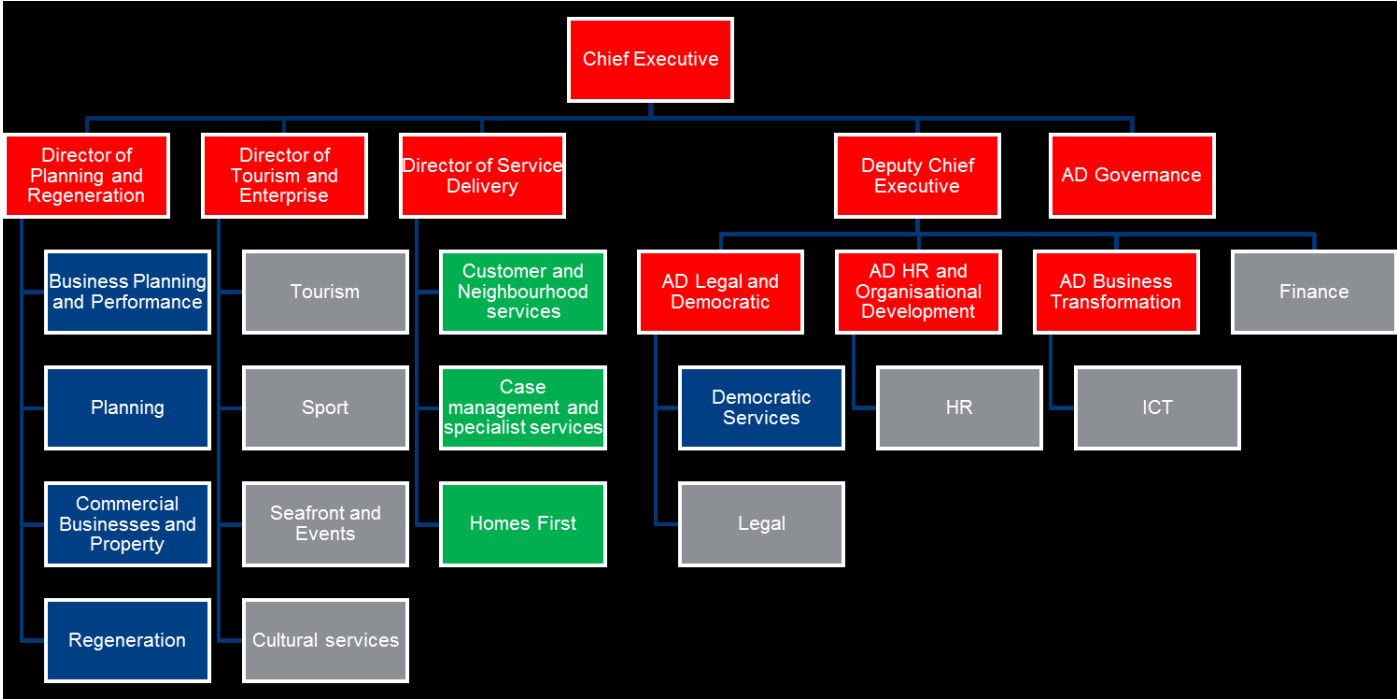 Chief Executive
Director of
Planning and
Regeneration
Director of
Tourism and
Enterprise
Director of Service
Delivery
Deputy Chief
Executive
AD Governance
Business Planning
and Performance
Tourism
Customer and
Neighbourhood
services
AD Legal and
Democratic
AD HR and
Organisational
Development
AD Business
Transformation
Finance
Planning
Sport
Case
management and
specialist services
Democratic
Services
HR
ICT
Commercial
Businesses and
Property
Seafront and
Events
Homes First
Legal
Regeneration
Cultural services